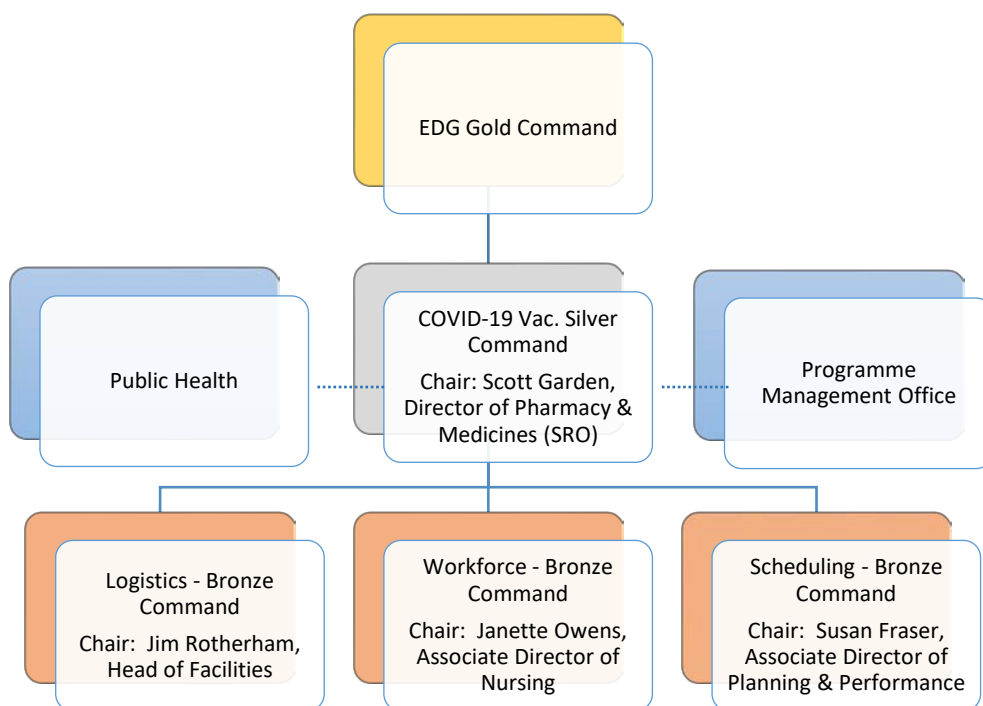 EDG Gold Command
Public Health
COVID-19 Vac. Silver
Command
Chair: Scott Garden,
Director of Pharmacy &
Medicines (SRO)
Programme
Management Office
Logistics - Bronze
Command
Chair:  Jim Rotherham,
Head of Facilities
Workforce - Bronze
Command
Chair:  Janette Owens,
Associate Director of
Nursing
Scheduling - Bronze
Command
Chair:  Susan Fraser,
Associate Director of
Planning & Performance